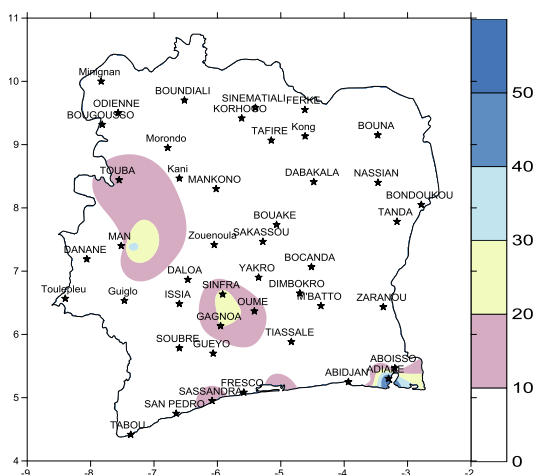 11
10
9
8
7
6
5
4
-9
-8
-7
-6
-5
-4
-3
-2
Minignan
BOUNDIALI
SINEMATIALI
FERKE
ODIENNE
BOUGOUSSO
KORHOGO
TAFIRE
Kong
BOUNA
Morondo
TOUBA
Kani
MANKONO
DABAKALA
NASSIAN
BONDOUKOU
TANDA
BOUAKE
SAKASSOU
Zouenoula
MAN
DANANE
BOCANDA
YAKRO
DALOA
DIMBOKRO
M'BATTO
ZARANOU
SINFRA
OUME
Toulepleu
Guiglo
ISSIA
GAGNOA
TIASSALE
SOUBRE
GUEYO
ABOISSO
ADIAKE
ABIDJAN
FRESCO
SASSANDRA
SAN PEDRO
TABOU
50
40
30
20
10
0